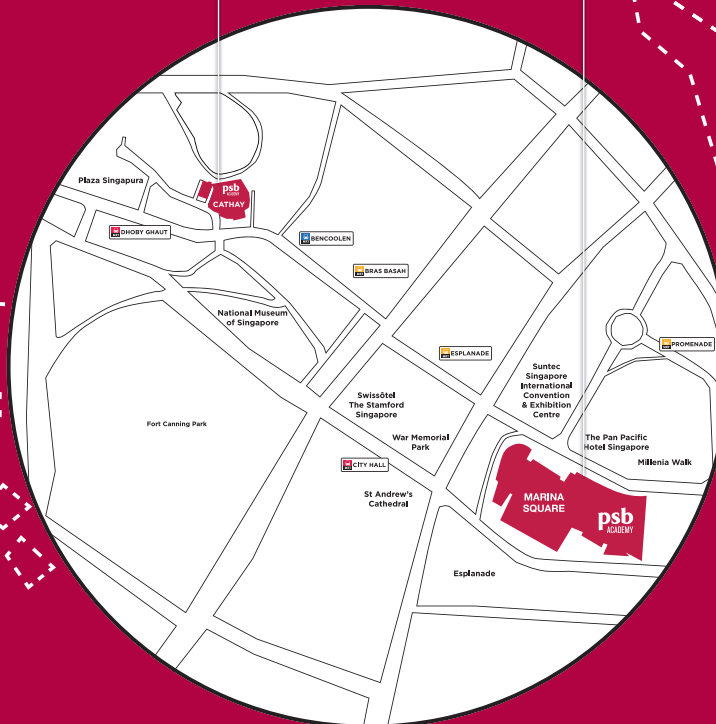 Plaza Singapura
psb
ACADEMY
CATHAY
DHOBY GHAUT
BENCOOLEN
BRAS BASAH
National Museum
of Singapore
ESPLANADE
PROMENADE
Suntec
Singapore
International
Convention
& Exhibition
Centre
Swissôtel
The Stamford
Singapore
Fort Canning Park
War Memorial
Park
The Pan Pacific
Hotel Singapore
Millenia Walk
CITY HALL
St Andrew's
Cathedral
MARINA
SQUARE
psb
ACADEMY
Esplanade